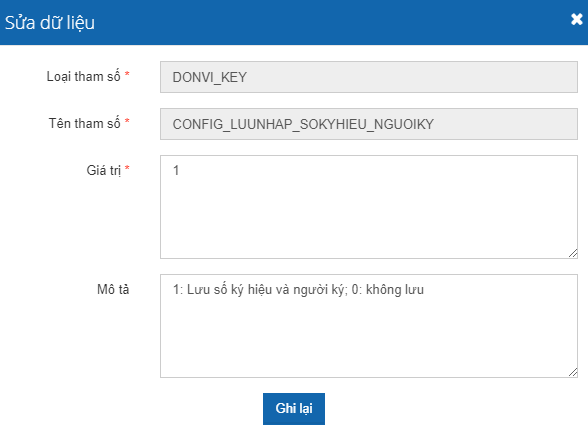 Sửa dữ liệu
Loại tham số * DONVI_KEY
Tên tham số * CONFIG_LUUNHAP_SOKYHIEU_NGUOIKY
Giá trị * 1
Mô tả 1: Lưu số ký hiệu và người ký; 0: không lưu
Ghi lại